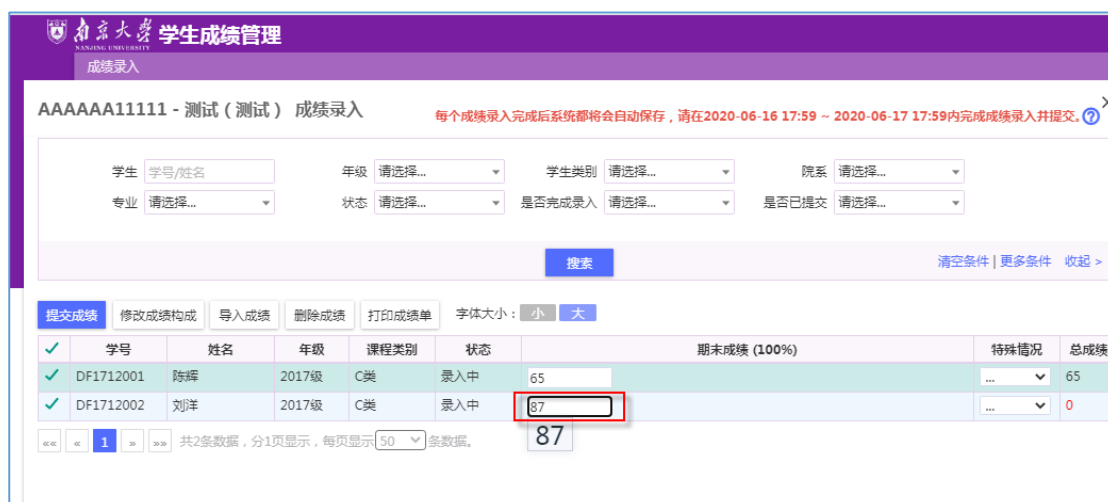 南京大学 学生成绩管理
NANJING UNIVERSITY
成绩录入
AAAAAA11111 - 测试（测试） 成绩录入
每个成绩录入完成后系统都将会自动保存，请在2020-06-16 17:59 ~ 2020-06-17 17:59内完成成绩录入并提交。?
学生 学号/姓名 年级 请选择... 学生类别 请选择... 院系 请选择...
专业 请选择... 状态 请选择... 是否完成录入 请选择... 是否已提交 请选择...
搜索 清空条件 | 更多条件 收起 >
提交成绩 修改成绩构成 导入成绩 删除成绩 打印成绩单 字体大小： 小 大
学号 姓名 年级 课程类别 状态 期末成绩 (100%) 特殊情况 总成绩
DF1712001 陈辉 2017级 C类 录入中 65 ... 65
DF1712002 刘洋 2017级 C类 录入中 87 ... 0
«« « 1 » »» 共2条数据，分1页显示，每页显示 50 条数据。
87